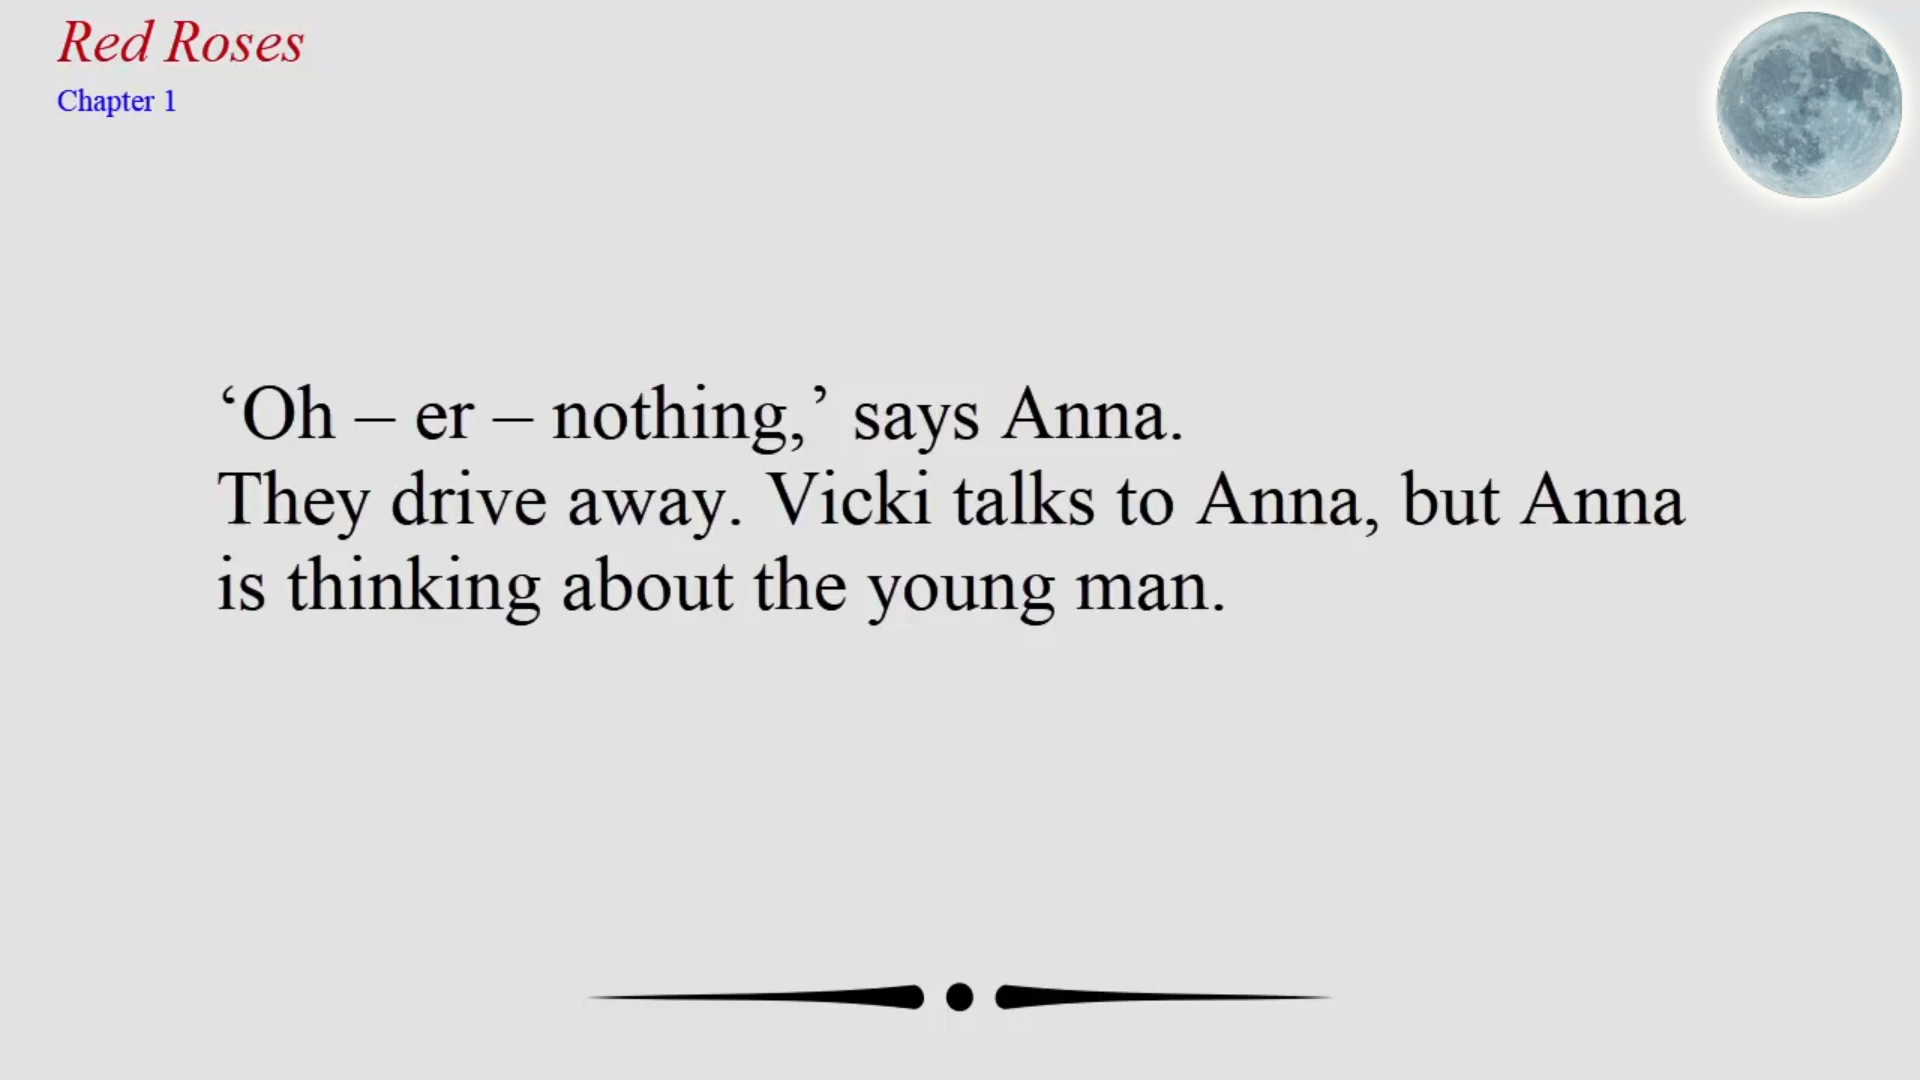 Red Roses
Chapter 1
‘Oh – er – nothing,’ says Anna.
They drive away. Vicki talks to Anna, but Anna
is thinking about the young man.